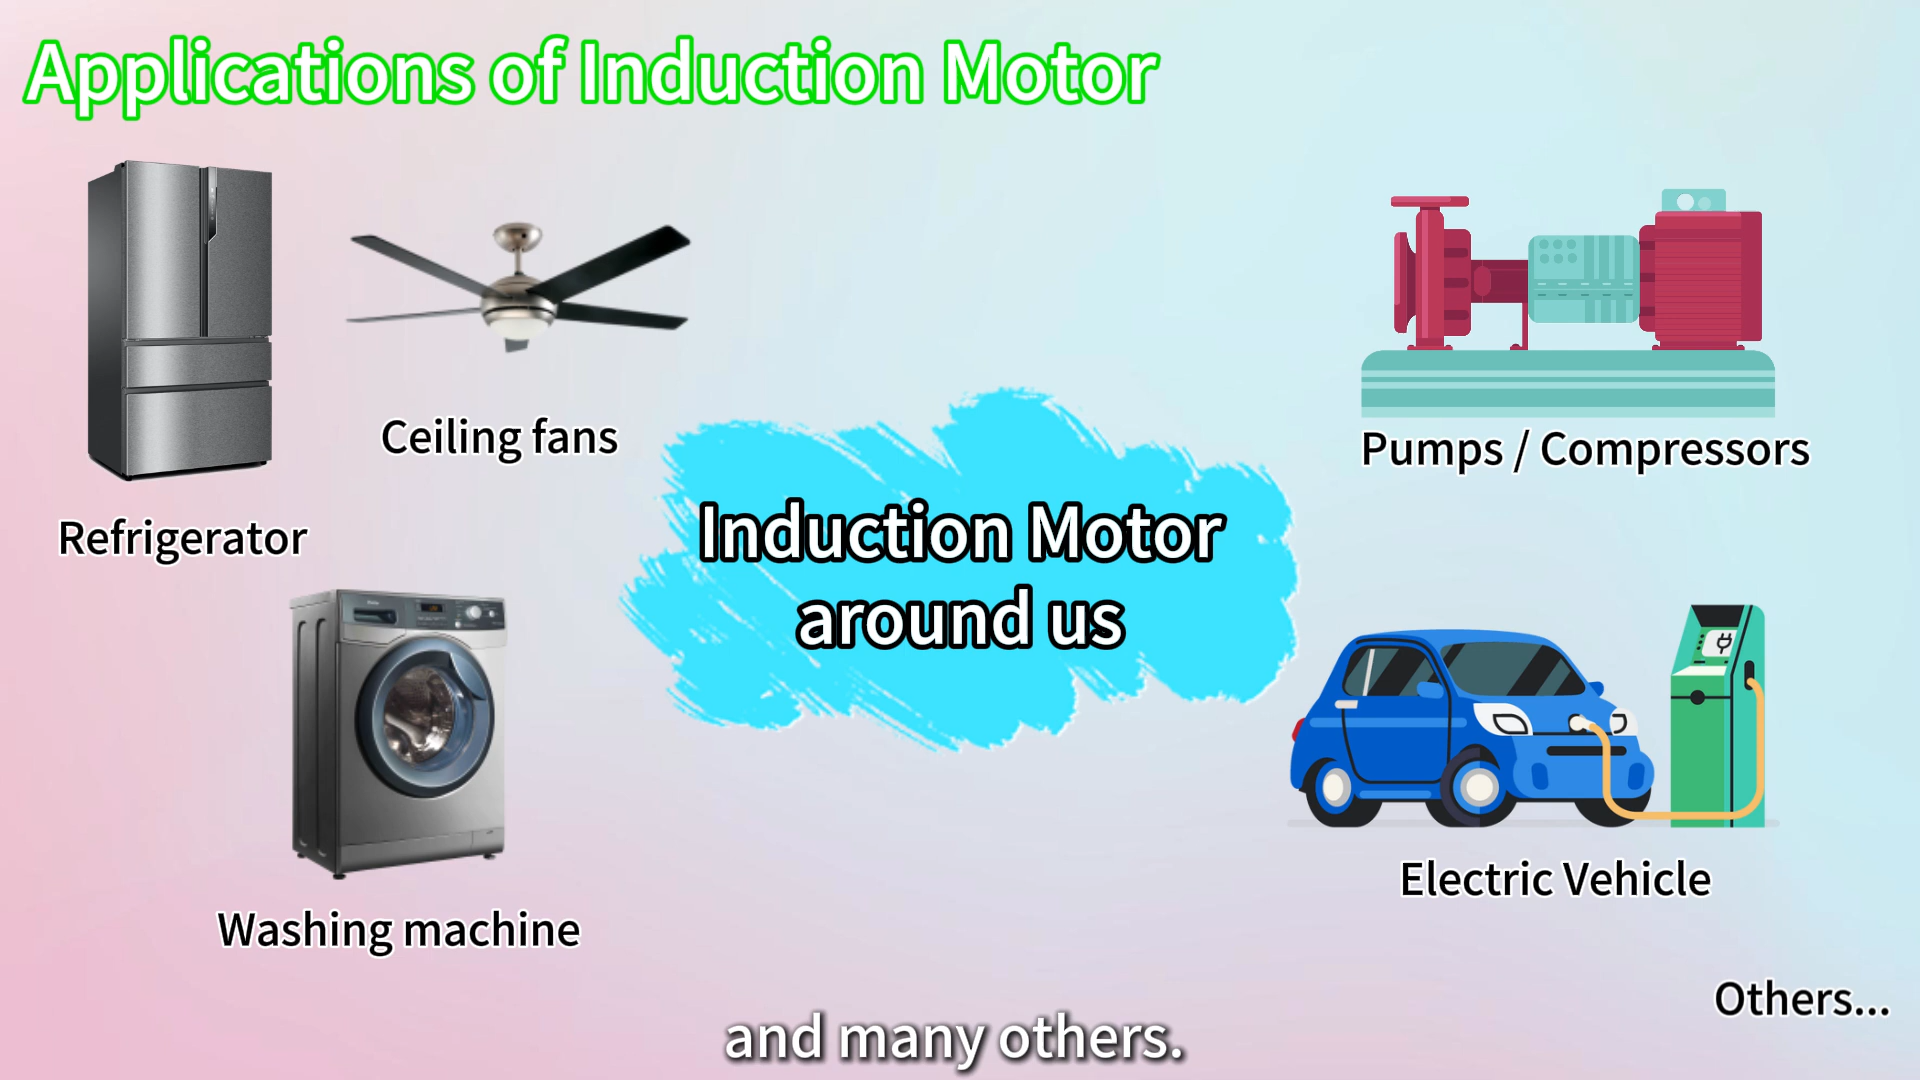 Applications of Induction Motor
Ceiling fans
Refrigerator
Washing machine
Induction Motor
around us
Pumps / Compressors
Electric Vehicle
Others...
and many others.